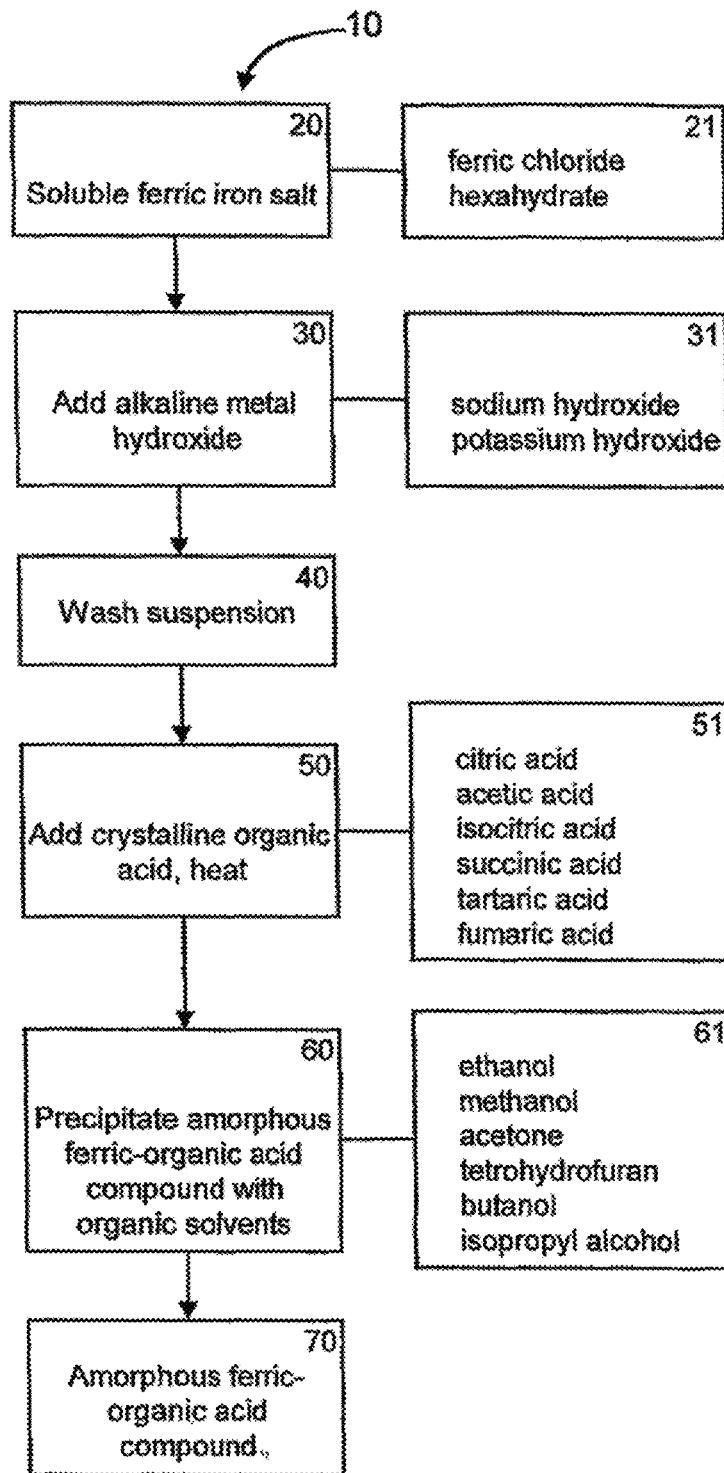 10
20
Soluble ferric iron salt
21
ferric chloride
hexahydrate
30
Add alkaline metal
hydroxide
31
sodium hydroxide
potassium hydroxide
40
Wash suspension
50
Add crystalline organic
acid, heat
51
citric acid
acetic acid
isocitric acid
succinic acid
tartaric acid
fumaric acid
60
Precipitate amorphous
ferric-organic acid
compound with
organic solvents
61
ethanol
methanol
acetone
tetrohydrofuran
butanol
isopropyl alcohol
70
Amorphous ferric-
organic acid
compound.